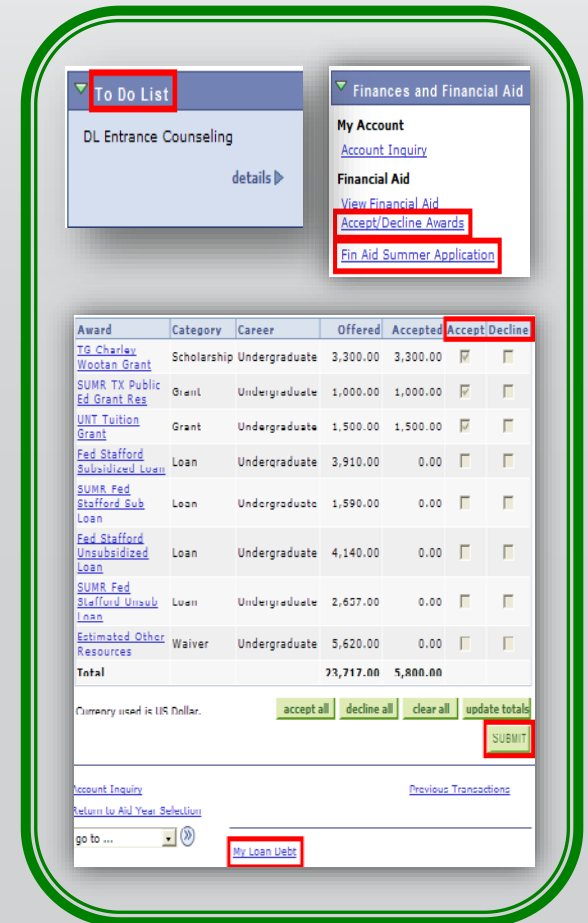 To Do List
DL Entrance Counseling
details
Finances and Financial Aid
My Account
Account Inquiry
Financial Aid
View Financial Aid
Accept/Decline Awards
Fin Aid Summer Application
Award Category Career Offered Accepted Accept Decline
TG Charley
Wootan Grant Scholarship Undergraduate 3,300.00 3,300.00
SUMR TX Public
Ed Grant Res Grant Undergraduate 1,000.00 1,000.00
UNT Tuition
Grant Grant Undergraduate 1,500.00 1,500.00
Fed Stafford
Subsidized Loan Loan Undergraduate 3,910.00 0.00
SUMR Fed
Stafford Sub Loan Undergraduate 1,590.00 0.00
Loan
Fed Stafford
Unsubsidized Loan Undergraduate 4,140.00 0.00
Loan
SUMR Fed
Stafford Unsub Loan Undergraduate 2,657.00 0.00
Loan
Estimated Other
Resources Waiver Undergraduate 5,620.00 0.00
Total 23,717.00 5,800.00
Currency used is US Dollar.
accept all decline all clear all update totals
SUBMIT
Account Inquiry Previous Transactions
Return to Aid Year Selection
go to ...
My Loan Debt